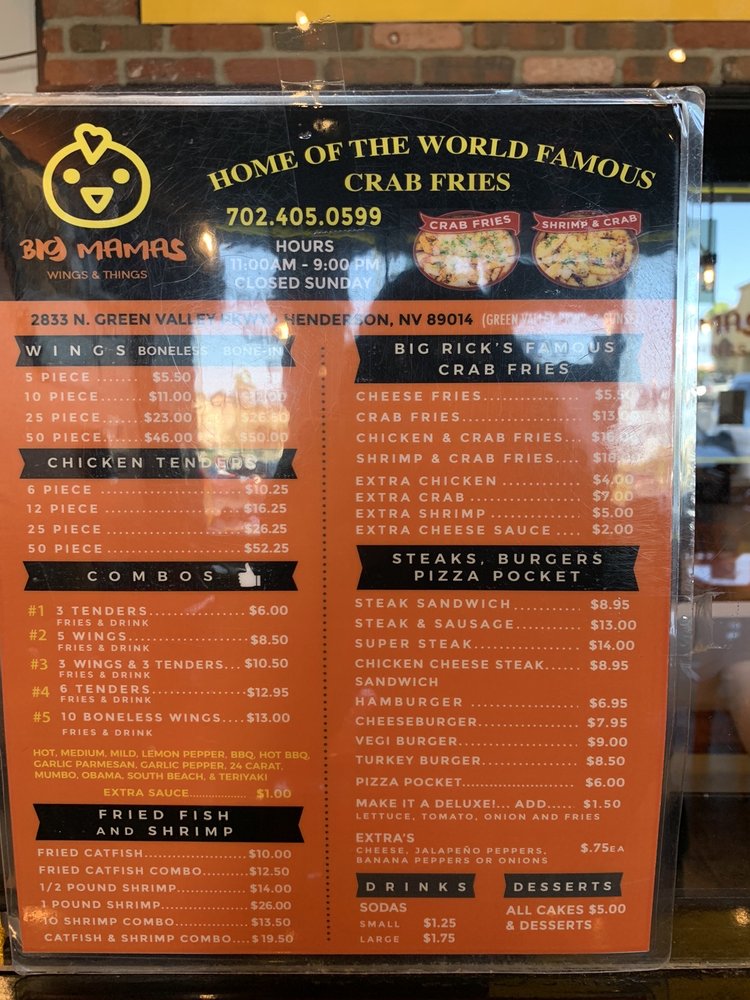 HOME OF THE WORLD FAMOUS
CRAB FRIES
BIG MAMAS
WINGS & THINGS
702.405.0599
HOURS
11:00AM - 9:00 PM
CLOSED SUNDAY
CRAB FRIES
SHRIMP & CRAB
2833 N. GREEN VALLEY PKWY, HENDERSON, NV 89014 (GREEN VALLEY PKWY & SUNSET)
WINGS BONELESS BONE-IN
5 PIECE ....... $5.50
10 PIECE....... $11.00
25 PIECE....... $23.00
50 PIECE....... $46.00 $50.00
CHICKEN TENDERS
6 PIECE ........................ $10.25
12 PIECE ....................... $16.25
25 PIECE ....................... $26.25
50 PIECE ....................... $52.25
COMBOS
#1 3 TENDERS................. $6.00
FRIES & DRINK
#2 5 WINGS.................... $8.50
FRIES & DRINK
#3 3 WINGS & 3 TENDERS... $10.50
FRIES & DRINK
#4 6 TENDERS................. $12.95
FRIES & DRINK
#5 10 BONELESS WINGS.... $13.00
FRIES & DRINK
HOT, MEDIUM, MILD, LEMON PEPPER, BBQ, HOT BBQ,
GARLIC PARMESAN, GARLIC PEPPER, 24 CARAT,
MUMBO, OBAMA, SOUTH BEACH, & TERIYAKI
EXTRA SAUCE................... $1.00
FRIED FISH
AND SHRIMP
FRIED CATFISH...................... $10.00
FRIED CATFISH COMBO........ $12.50
1/2 POUND SHRIMP.............. $14.00
1 POUND SHRIMP................. $26.00
10 SHRIMP COMBO............... $13.50
CATFISH & SHRIMP COMBO.... $19.50
BIG RICK'S FAMOUS
CRAB FRIES
CHEESE FRIES................. $5.50
CRAB FRIES.................... $13.00
CHICKEN & CRAB FRIES... $16.00
SHRIMP & CRAB FRIES.... $18.00
EXTRA CHICKEN .............. $4.00
EXTRA CRAB ................... $7.00
EXTRA SHRIMP ................ $5.00
EXTRA CHEESE SAUCE .... $2.00
STEAKS, BURGERS
PIZZA POCKET
STEAK SANDWICH............ $8.95
STEAK & SAUSAGE........... $13.00
SUPER STEAK................... $14.00
CHICKEN CHEESE STEAK..... $8.95
SANDWICH
HAMBURGER ................... $6.95
CHEESEBURGER................ $7.95
VEGI BURGER................... $9.00
TURKEY BURGER............... $8.50
PIZZA POCKET.................. $6.00
MAKE IT A DELUXE!... ADD..... $1.50
LETTUCE, TOMATO, ONION AND FRIES
EXTRA'S
CHEESE, JALAPEÑO PEPPERS, $.75EA
BANANA PEPPERS OR ONIONS
DRINKS
SODAS
SMALL $1.25
LARGE $1.75
DESSERTS
ALL CAKES $5.00
& DESSERTS